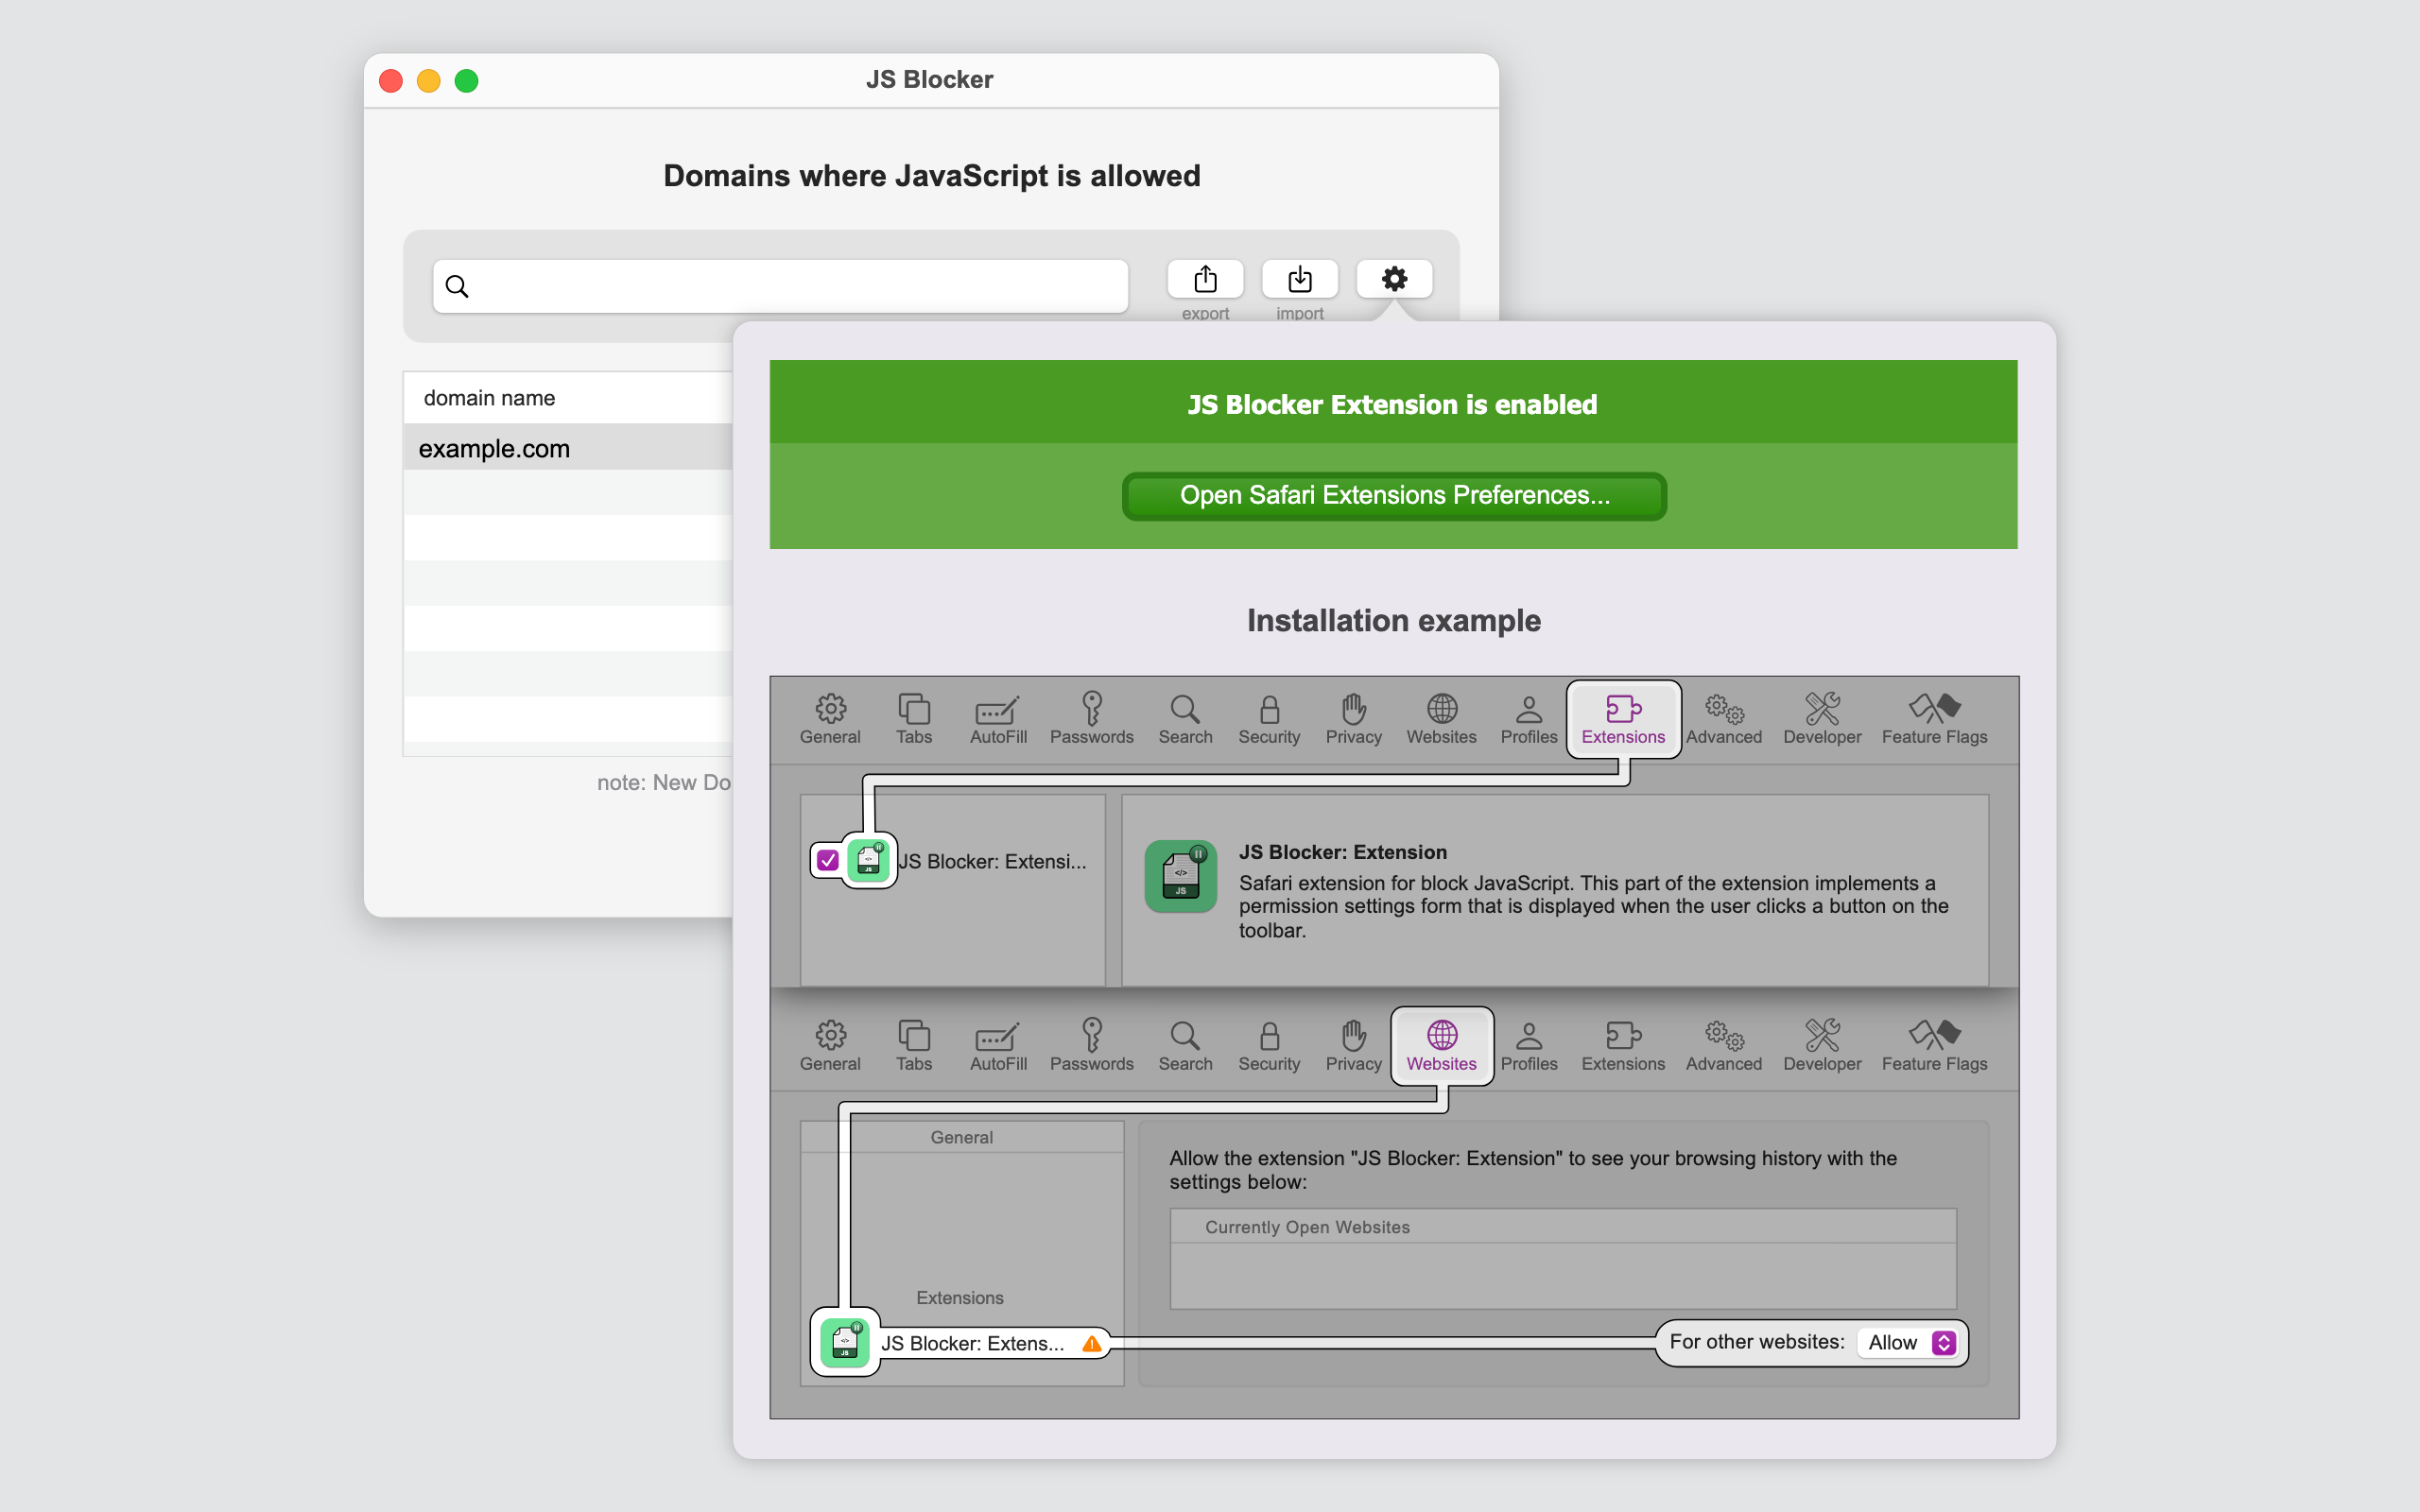 JS Blocker
Domains where JavaScript is allowed
export
import
domain name
example.com
note: New Do
JS Blocker Extension is enabled
Open Safari Extensions Preferences...
Installation example
General Tabs AutoFill Passwords Search Security Privacy Websites Profiles Extensions Advanced Developer Feature Flags
JS Blocker: Extensi...
JS
JS
JS Blocker: Extension
Safari extension for block JavaScript. This part of the extension implements a
permission settings form that is displayed when the user clicks a button on the
toolbar.
General Tabs AutoFill Passwords Search Security Privacy Websites Profiles Extensions Advanced Developer Feature Flags
General
Extensions
JS
JS Blocker: Extens...
Allow the extension "JS Blocker: Extension" to see your browsing history with the
settings below:
Currently Open Websites
For other websites: Allow